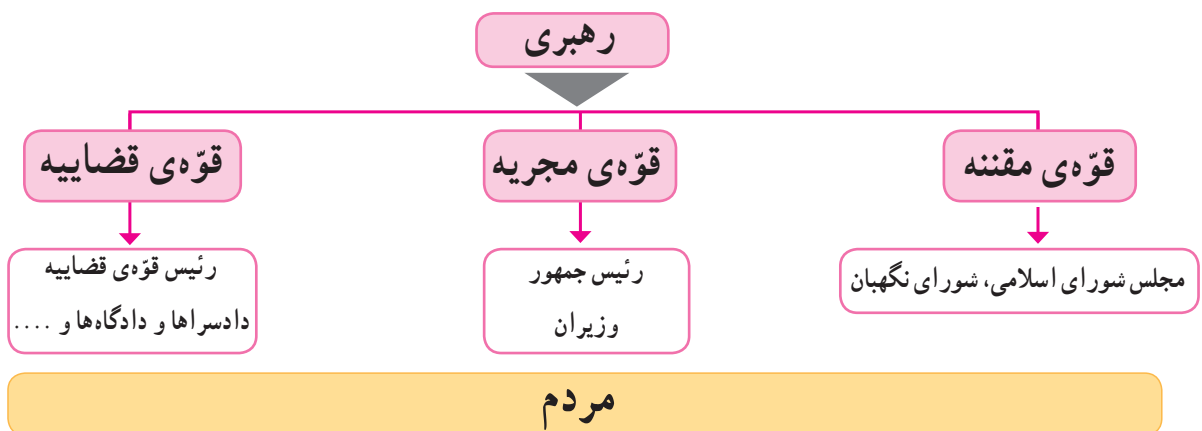 رهبری
قوّه‌ی مقننه
قوّه‌ی مجریه
قوّه‌ی قضاییه
مجلس شورای اسلامی، شورای نگهبان
رئیس جمهور
وزیران
رئیس قوّه‌ی قضاییه
دادسراها و دادگاه‌ها و ....
مردم